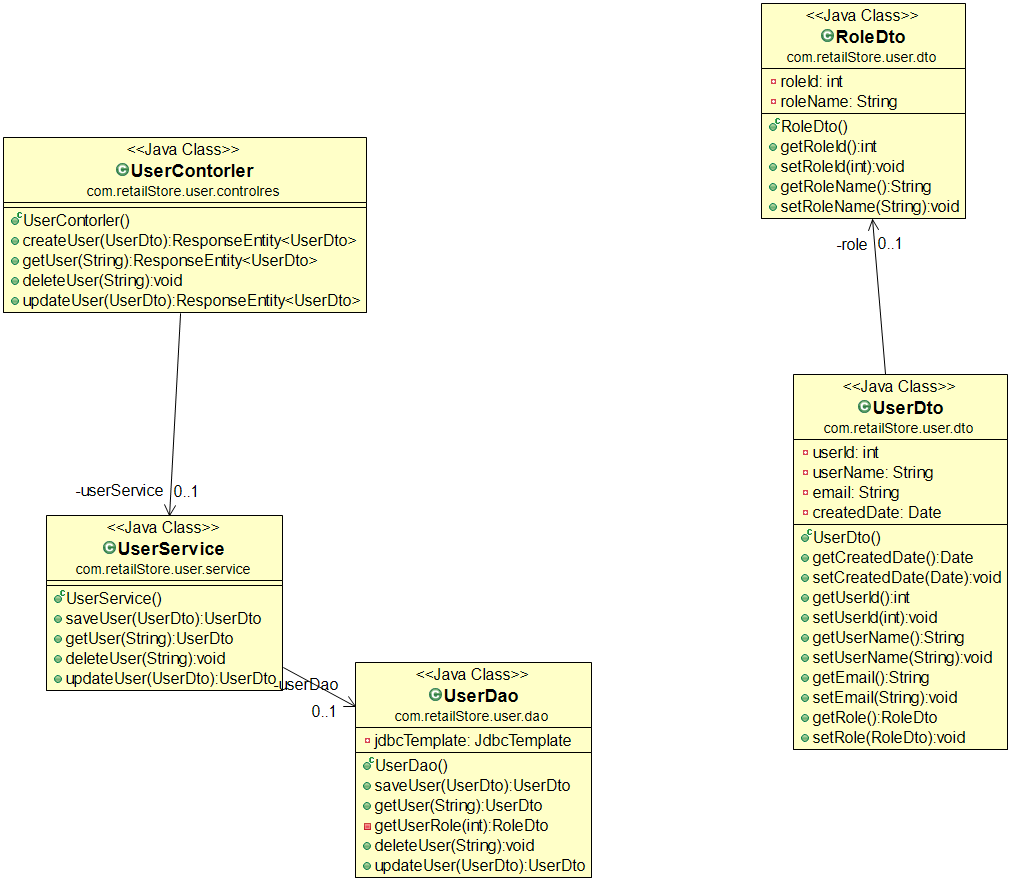 <<Java Class>>
RoleDto
com.retailStore.user.dto
roleId: int
roleName: String
RoleDto()
getRoleId():int
setRoleId(int):void
getRoleName():String
setRoleName(String):void
<<Java Class>>
UserContorler
com.retailStore.user.controlres
UserContorler()
createUser(UserDto):ResponseEntity<UserDto>
getUser(String):ResponseEntity<UserDto>
deleteUser(String):void
updateUser(UserDto):ResponseEntity<UserDto>
-role 0..1
<<Java Class>>
UserDto
com.retailStore.user.dto
userId: int
userName: String
email: String
createdDate: Date
UserDto()
getCreatedDate():Date
setCreatedDate(Date):void
getUserId():int
setUserId(int):void
getUserName():String
setUserName(String):void
getEmail():String
setEmail(String):void
getRole():RoleDto
setRole(RoleDto):void
-userService 0..1
<<Java Class>>
UserService
com.retailStore.user.service
UserService()
saveUser(UserDto):UserDto
getUser(String):UserDto
deleteUser(String):void
updateUser(UserDto):UserDto
-userDao
0..1
<<Java Class>>
UserDao
com.retailStore.user.dao
jdbcTemplate: JdbcTemplate
UserDao()
saveUser(UserDto):UserDto
getUser(String):UserDto
getUserRole(int):RoleDto
deleteUser(String):void
updateUser(UserDto):UserDto